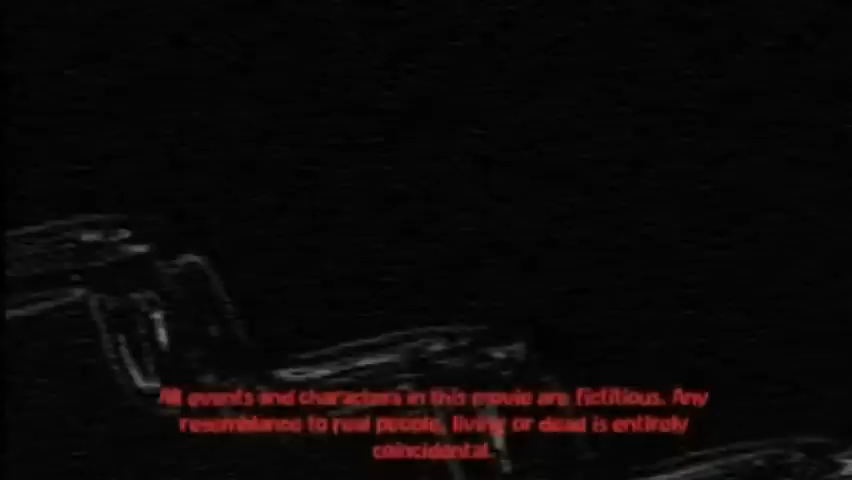 All events and characters in this movie are fictitious. Any
resemblance to real people, living or dead is entirely
coincidental.